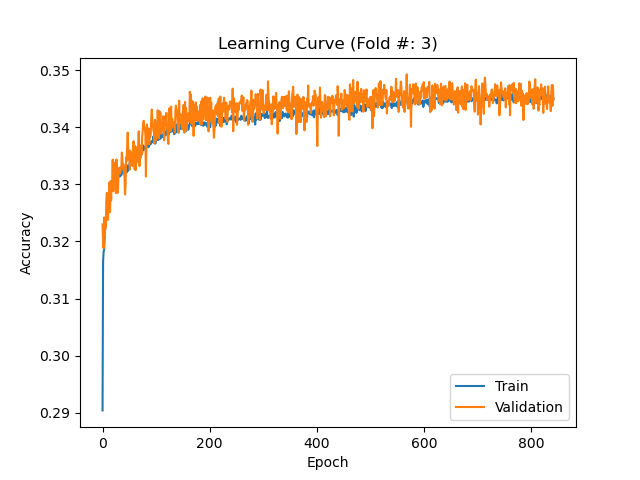 Learning Curve (Fold #: 3)
0.35
0.34
0.33
0.32
0.31
0.30
0.29
Accuracy
0
200
400
600
800
Epoch
Train
Validation